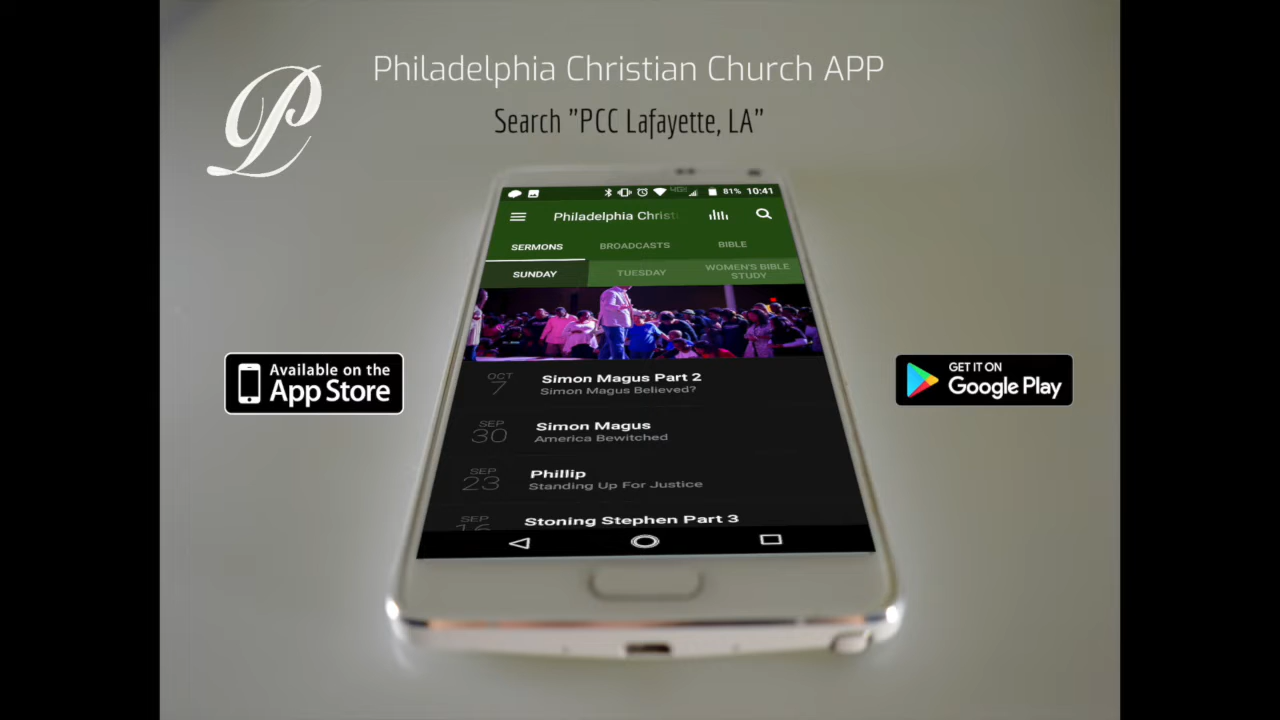 Philadelphia Christian Church APP
Search "PCC Lafayette, LA"
P
81% 10:41
Philadelphia Christ
SERMONS BROADCASTS BIBLE
SUNDAY TUESDAY WOMEN'S BIBLE
STUDY
OCT
7
Simon Magus Part 2
Simon Magus Believed?
SEP
30
Simon Magus
America Bewitched
SEP
23
Phillip
Standing Up For Justice
SEP
16
Stoning Stephen Part 3
Available on the
App Store
GET IT ON
Google Play